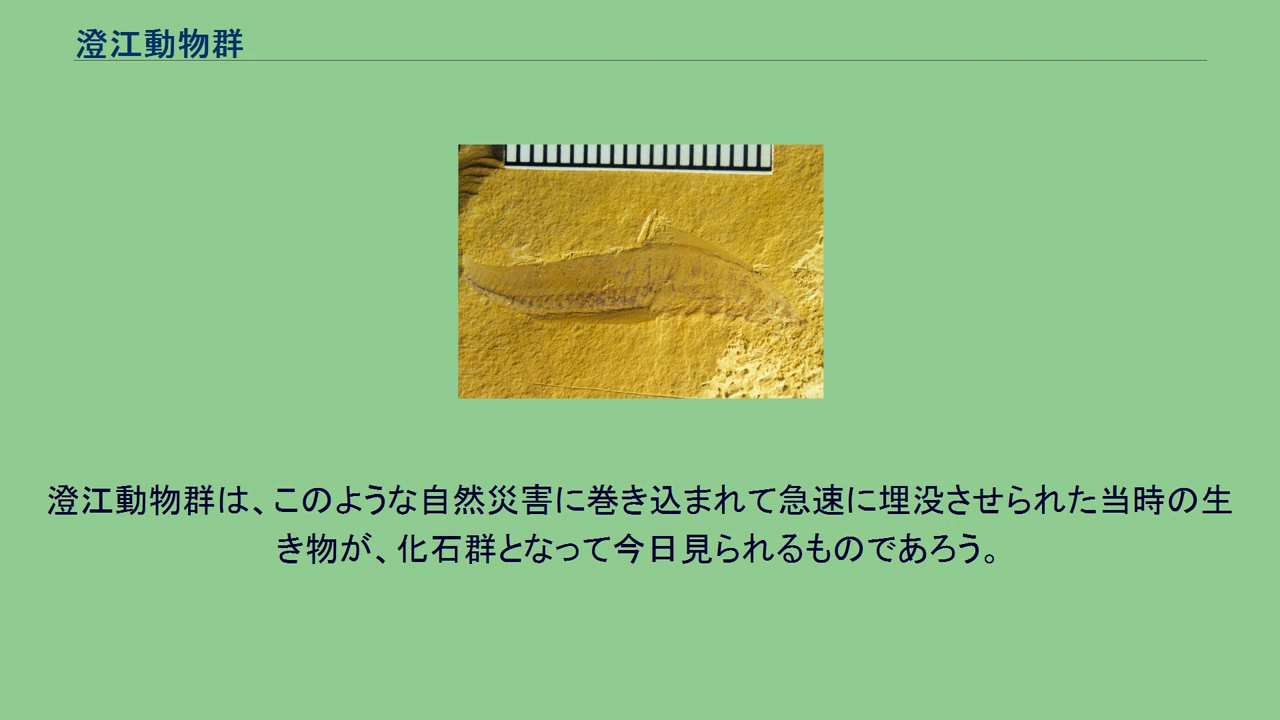 澄江動物群
澄江動物群は、このような自然災害に巻き込まれて急速に埋没させられた当時の生
き物が、化石群となって今日見られるものであろう。